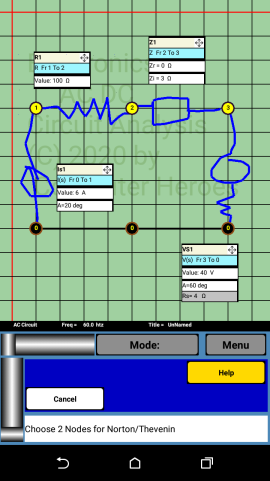 Z1
Z Fr 2 To 3
Zr = 0 Ω
Zi = 3 Ω
R1
R Fr 1 To 2
Value: 100 Ω
1
2
3
AC DC
Circuit Analysis
(C) 2020 by
Is1
I(s) Fr 0 To 1
Value: 6 A
A=20 deg
0
0
0
VS1
V(s) Fr 3 To 0
Value: 40 V
A=60 deg
Rs= 4 Ω
AC Circuit Freq = 60.0 hz Title = UnNamed
Mode:
Menu
Help
Cancel
Choose 2 Nodes for Norton/Thevenin